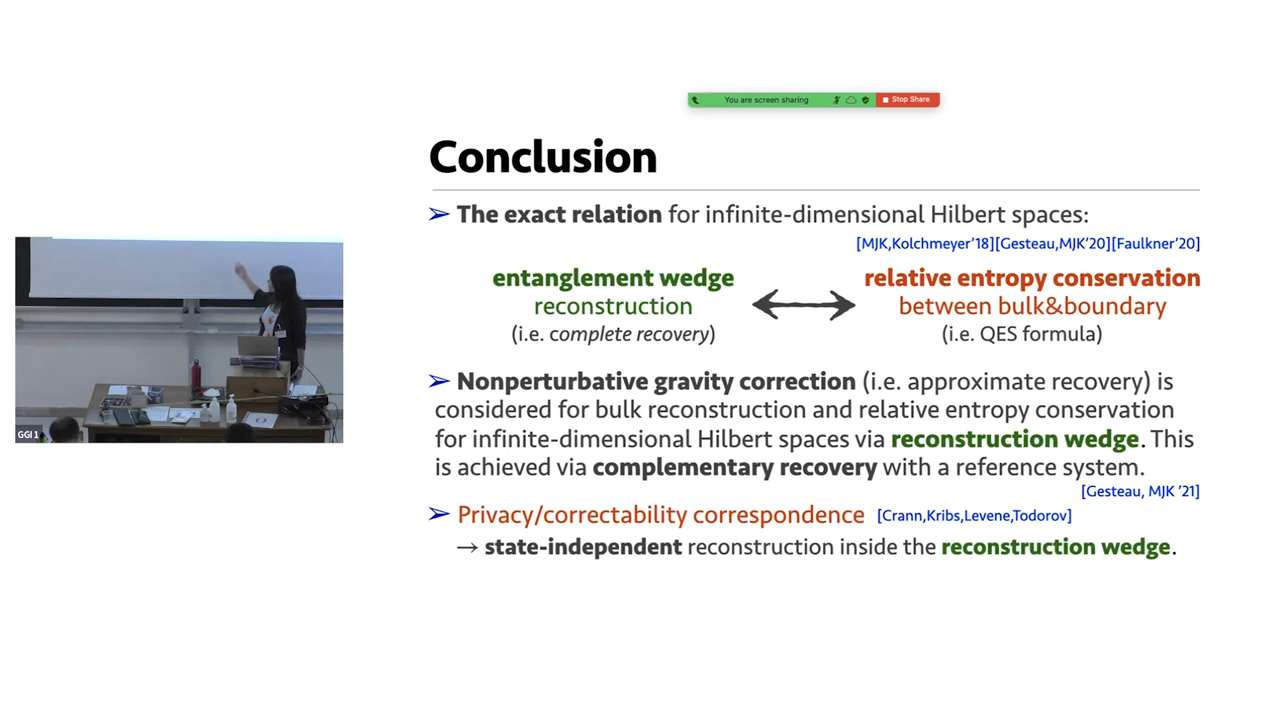 You are screen sharing
Stop Share
Conclusion
➢ The exact relation for infinite-dimensional Hilbert spaces:
[MJK,Kolchmeyer'18][Gesteau,MJK'20][Faulkner'20]
entanglement wedge
reconstruction
(i.e. complete recovery)
relative entropy conservation
between bulk&boundary
(i.e. QES formula)
➢ Nonperturbative gravity correction (i.e. approximate recovery) is
considered for bulk reconstruction and relative entropy conservation
for infinite-dimensional Hilbert spaces via reconstruction wedge. This
is achieved via complementary recovery with a reference system.
[Gesteau, MJK '21]
➢ Privacy/correctability correspondence [Crann,Kribs,Levene,Todorov]
→ state-independent reconstruction inside the reconstruction wedge.
GGI 1